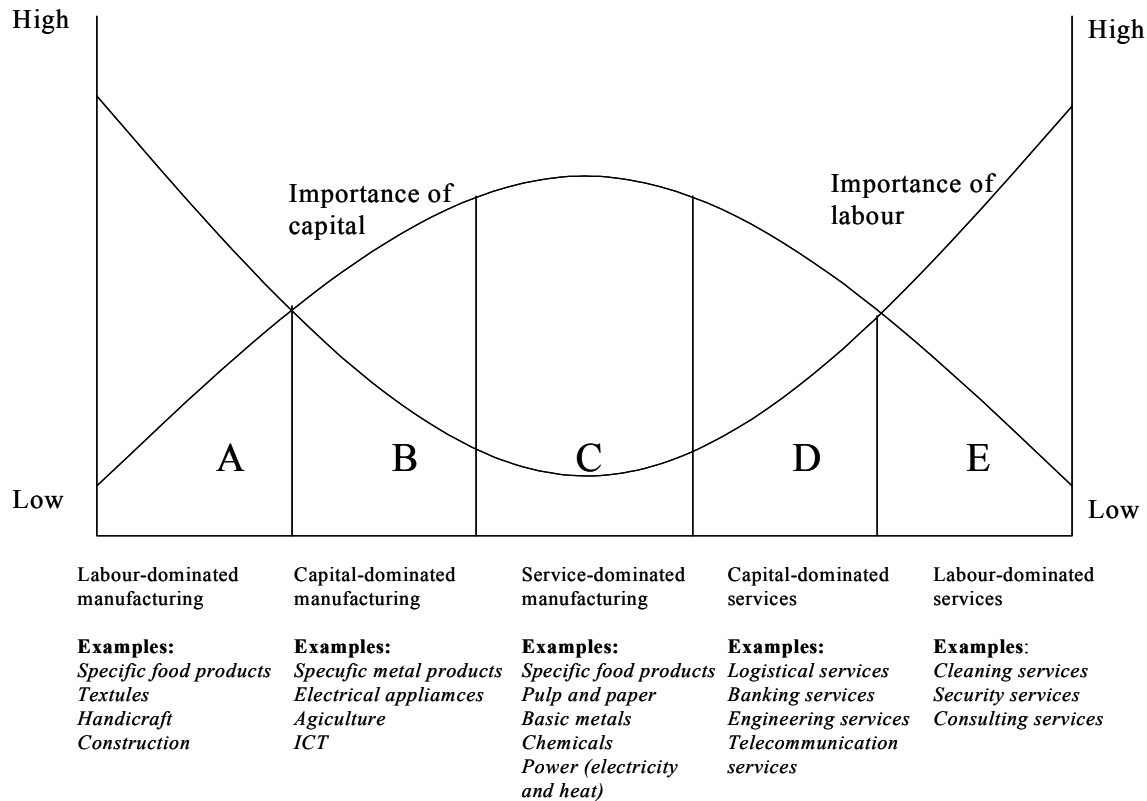 High
High
Importance of
capital
Importance of
labour
A
B
C
D
E
Low
Low
Labour-dominated
manufacturing
Examples:
Specific food products
Textules
Handicraft
Construction
Capital-dominated
manufacturing
Examples:
Specufic metal products
Electrical appliamces
Agiculture
ICT
Service-dominated
manufacturing
Examples:
Specific food products
Pulp and paper
Basic metals
Chemicals
Power (electricity
and heat)
Capital-dominated
services
Examples:
Logistical services
Banking services
Engineering services
Telecommunication
services
Labour-dominated
services
Examples:
Cleaning services
Security services
Consulting services